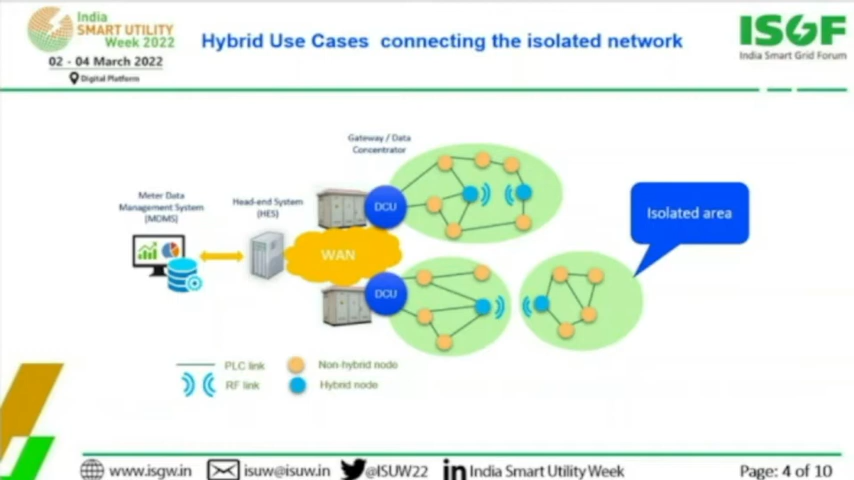 India
SMART UTILITY
Week 2022
02 - 04 March 2022
Digital Platform
Hybrid Use Cases connecting the isolated network
ISGF
India Smart Grid Forum
Gateway / Data
Concentrator
Meter Data
Management System
(MDMS)
Head-end System
(HES)
DCU
WAN
DCU
Isolated area
PLC link
Non-hybrid node
RF link
Hybrid node
www.isgw.in
isuw@isuw.in
@ISUW22
in
India Smart Utility Week
Page: 4 of 10